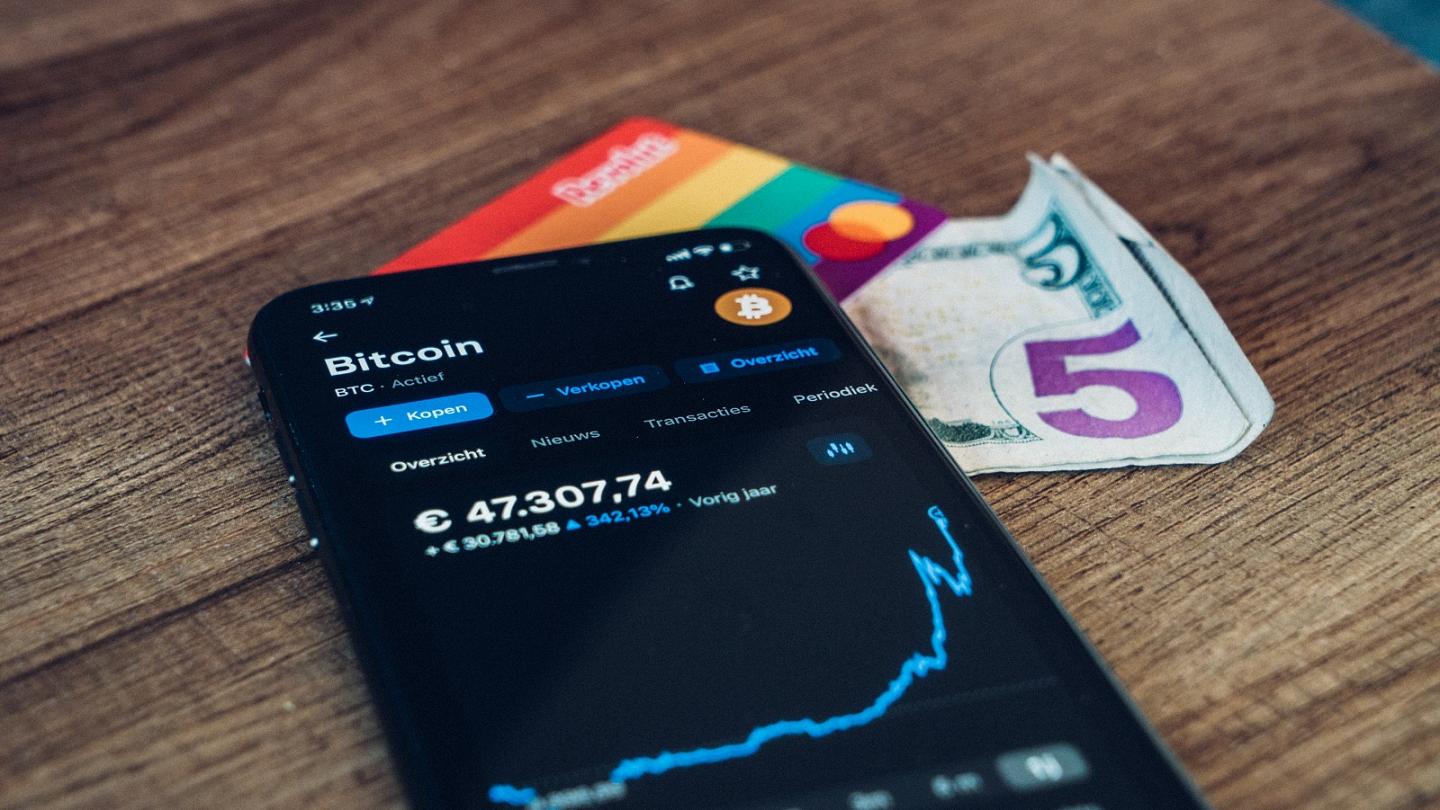 Revolut
3:35
Bitcoin
BTC · Actief
+ Kopen
— Verkopen
Overzicht
Overzicht
Nieuws
Transacties
Periodiek
€ 47.307,74
+ € 30.781,58 ▲ 342,13% · Vorig jaar
5